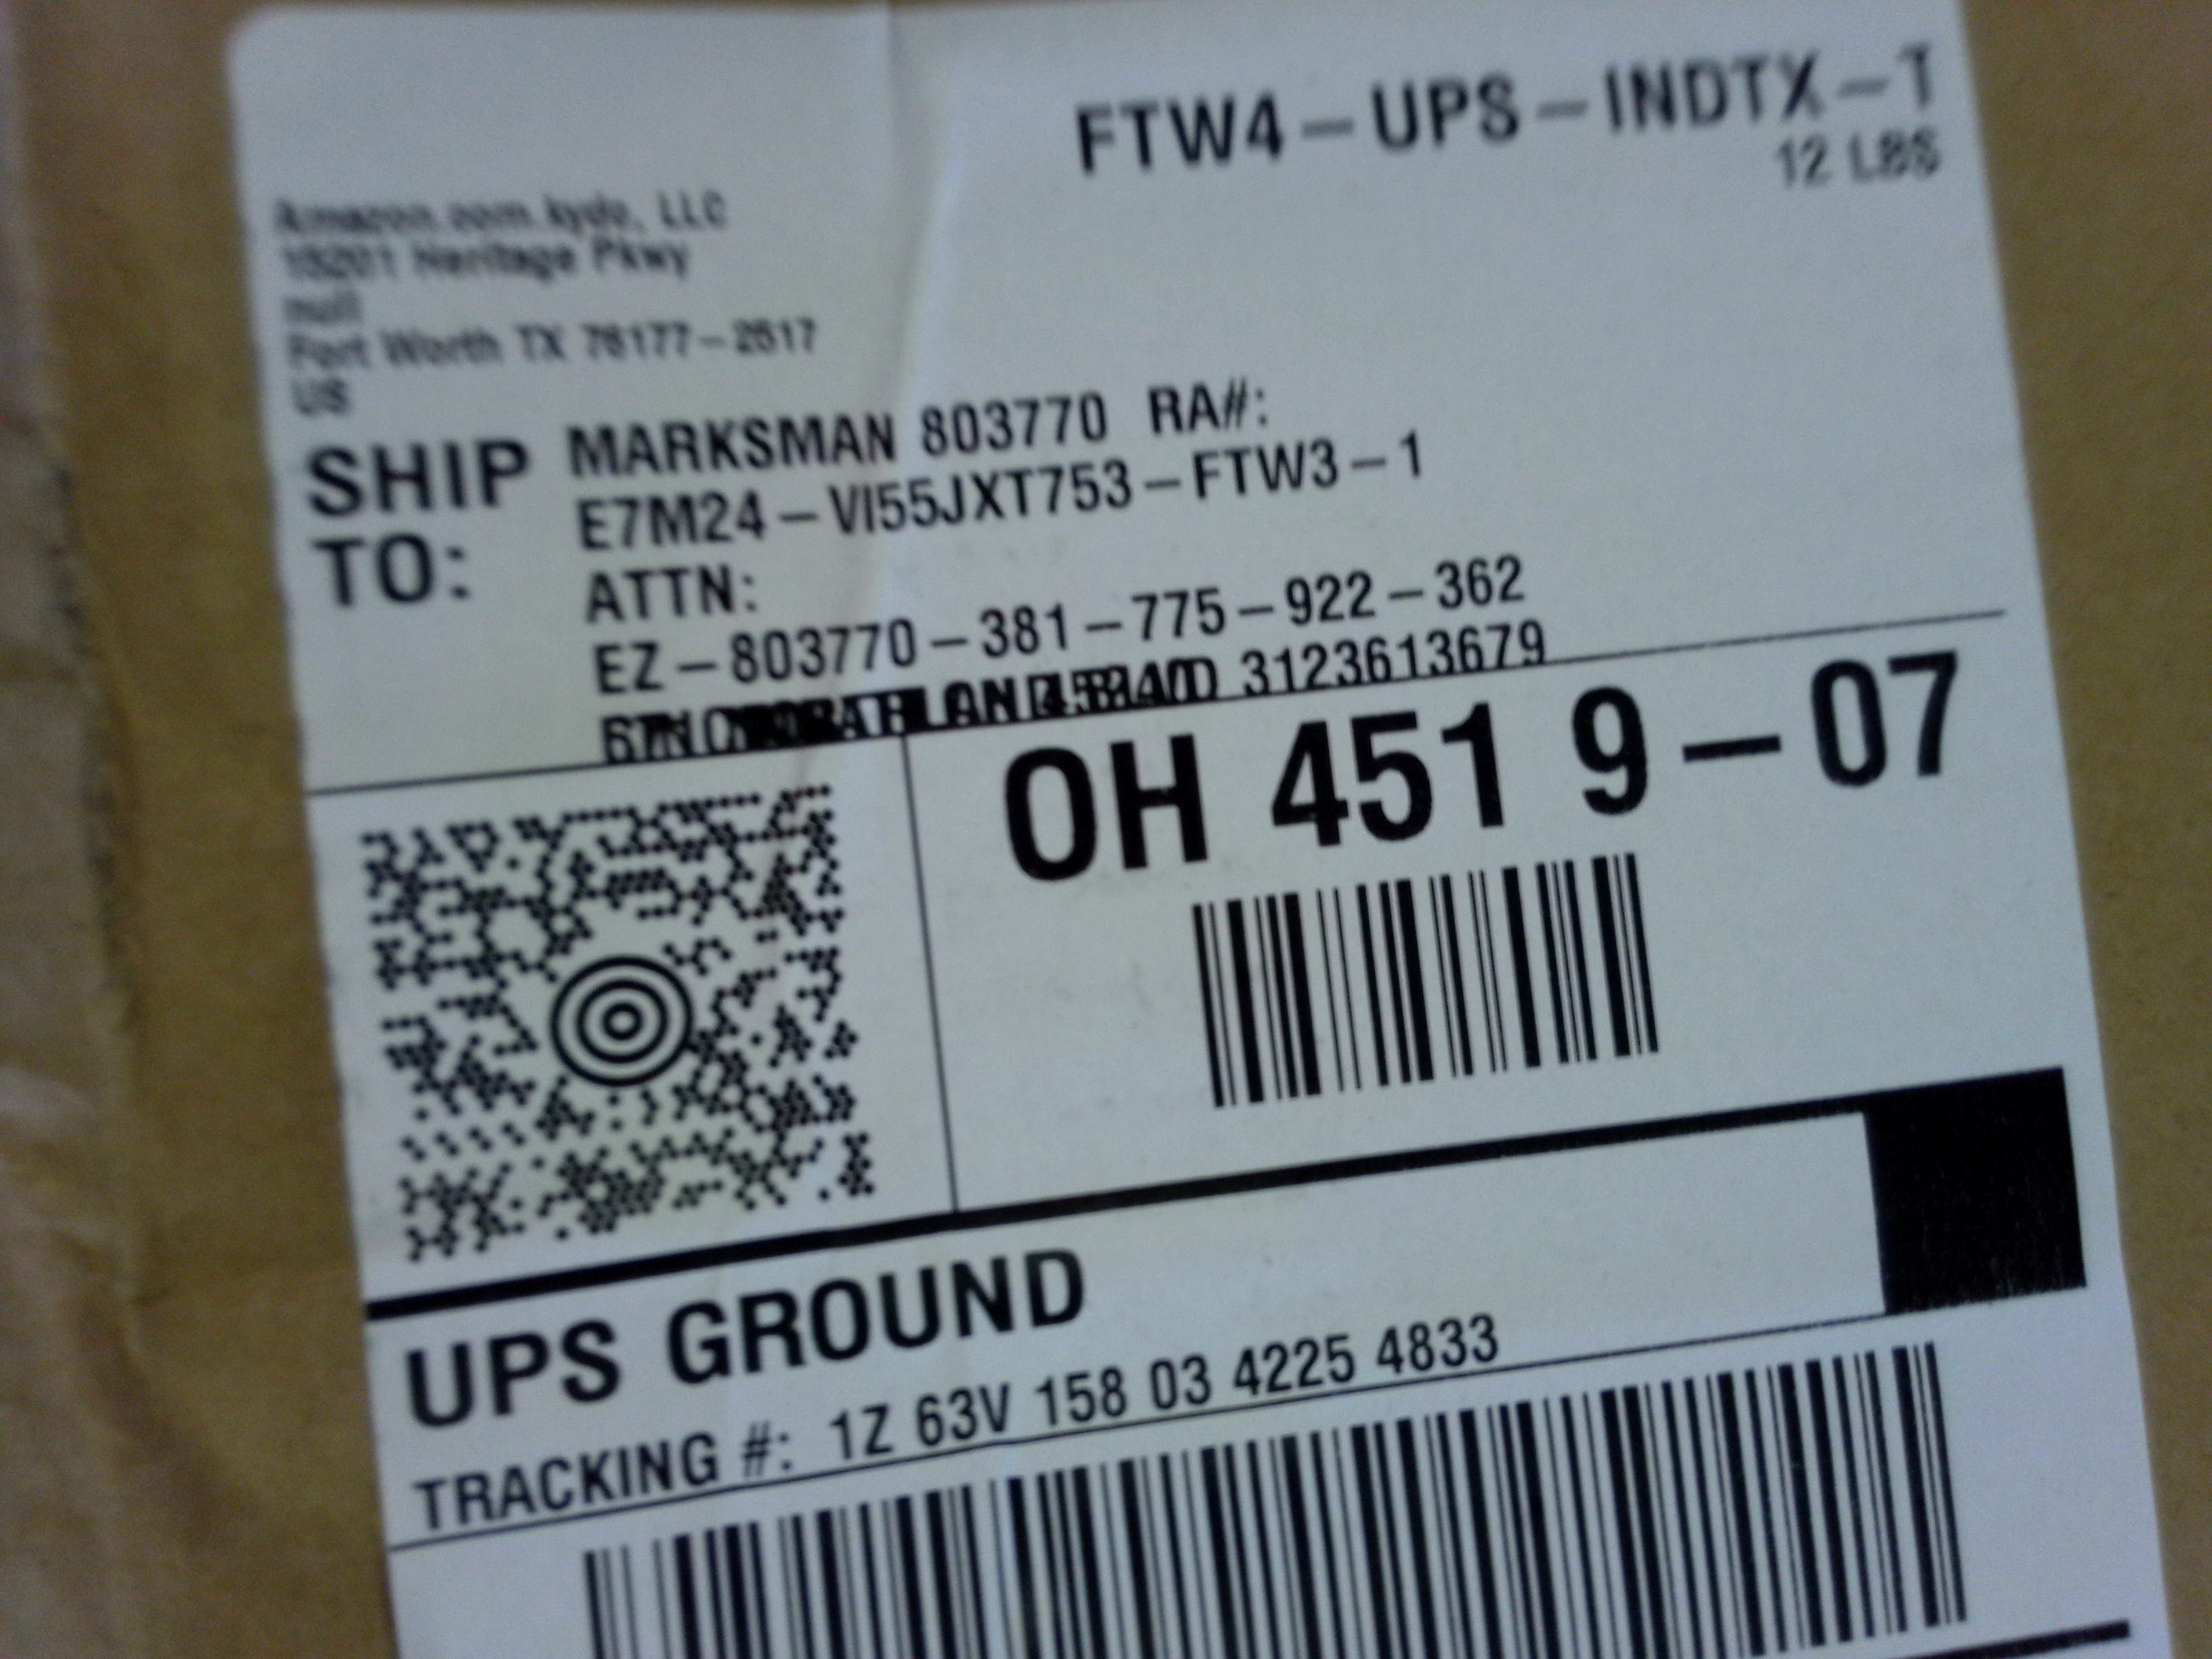 FTW4-UPS-INDTX-1
12 LBS
Amazon.com.kydc, LLC
15201 Heritage Pkwy
null
Fort Worth TX 76177-2517
US
SHIP TO:
MARKSMAN 803770 RA#:
E7M24-VI55JXT753-FTW3-1
ATTN:
EZ-803770-381-775-922-362
3123613679
OH 451 9-07
UPS GROUND
TRACKING #: 1Z 63V 158 03 4225 4833